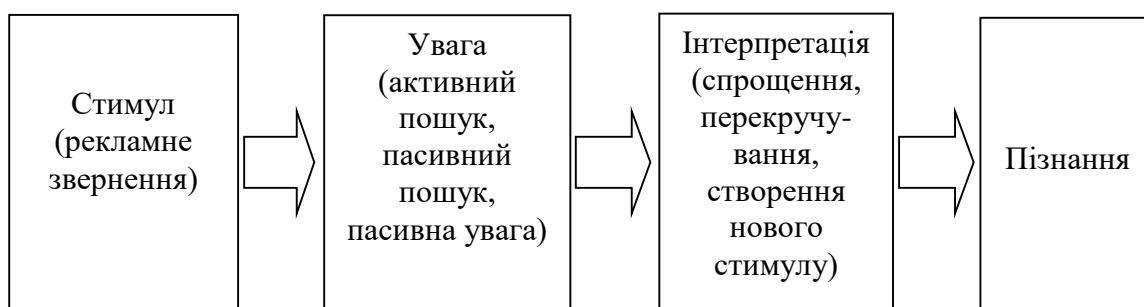 Стимул
(рекламне
звернення)
Увага
(активний
пошук,
пасивний
пошук,
пасивна увага)
Інтерпретація
(спрощення,
перекручу-
вання,
створення
нового
стимулу)
Пізнання